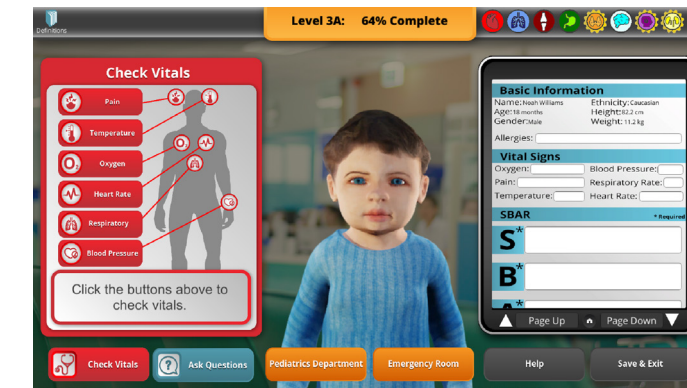 Definitions
Level 3A: 64% Complete
Check Vitals
Pain
Temperature
Oxygen
Heart Rate
Respiratory
Blood Pressure
O₂
O₂
Click the buttons above to
check vitals.
Basic Information
Name: Noah Williams Ethnicity: Caucasian
Age: 18 months Height: 82.2 cm
Gender: Male Weight: 11.2 kg
Allergies:
Vital Signs
Oxygen: Blood Pressure:
Pain: Respiratory Rate:
Temperature: Heart Rate:
SBAR * Required
S*
B*
A*
Page Up Page Down
Check Vitals
Ask Questions
Pediatrics Department
Emergency Room
Help
Save & Exit